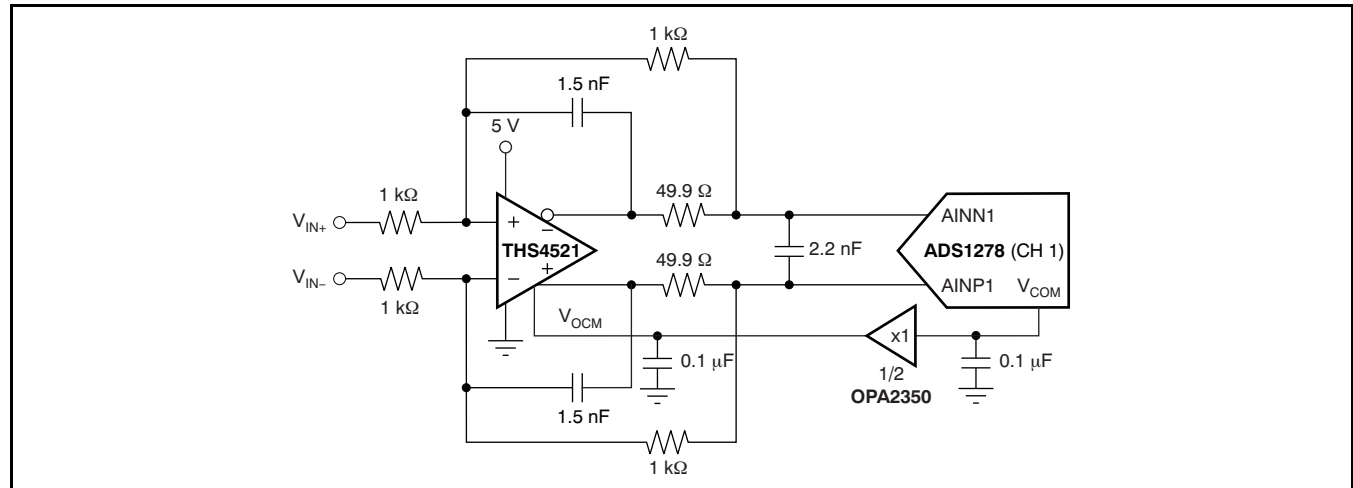 1 kΩ
1.5 nF
5 V
1 kΩ
49.9 Ω
V_IN+
+
−
AINN1
THS4521
2.2 nF
ADS1278 (CH 1)
V_IN−
−
+
49.9 Ω
AINP1
V_COM
1 kΩ
V_OCM
x1
0.1 μF
0.1 μF
1/2
OPA2350
1.5 nF
1 kΩ